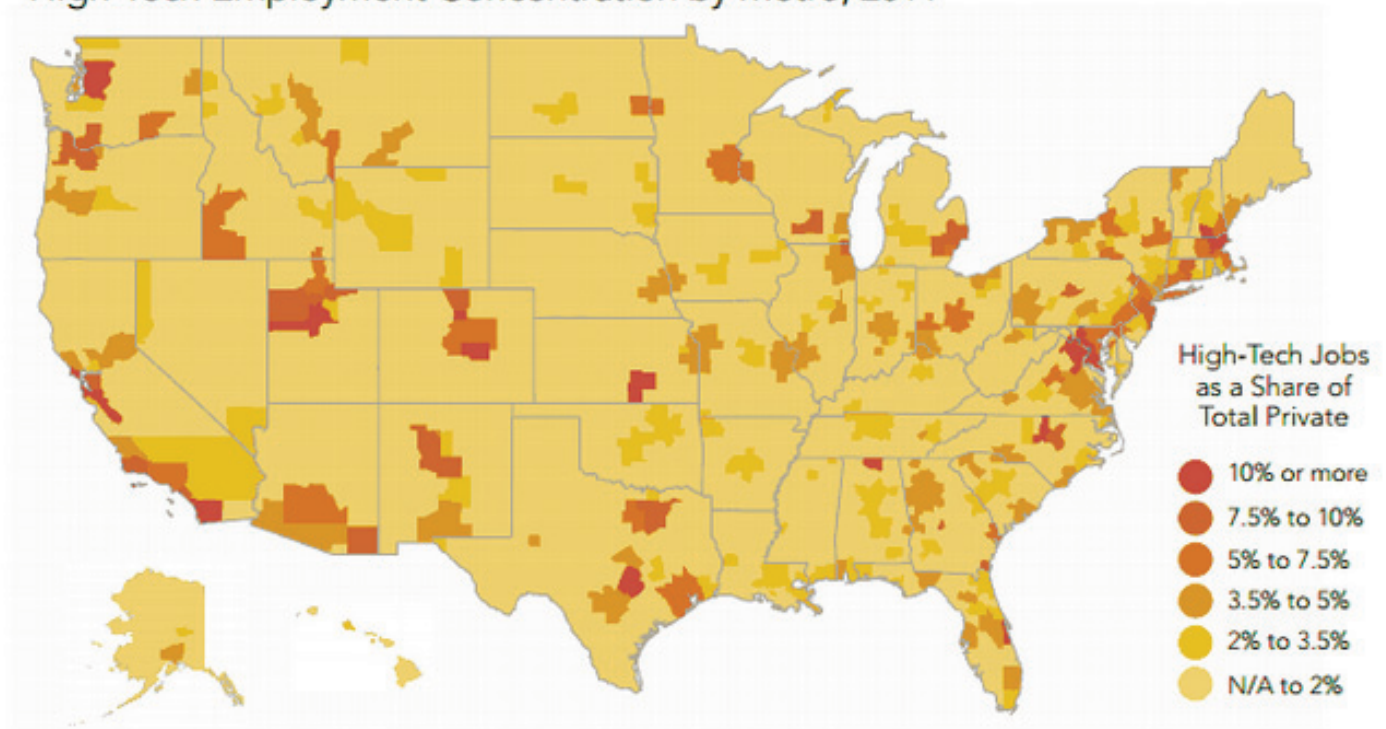 High-Tech Jobs
as a Share of
Total Private
10% or more
7.5% to 10%
5% to 7.5%
3.5% to 5%
2% to 3.5%
N/A to 2%